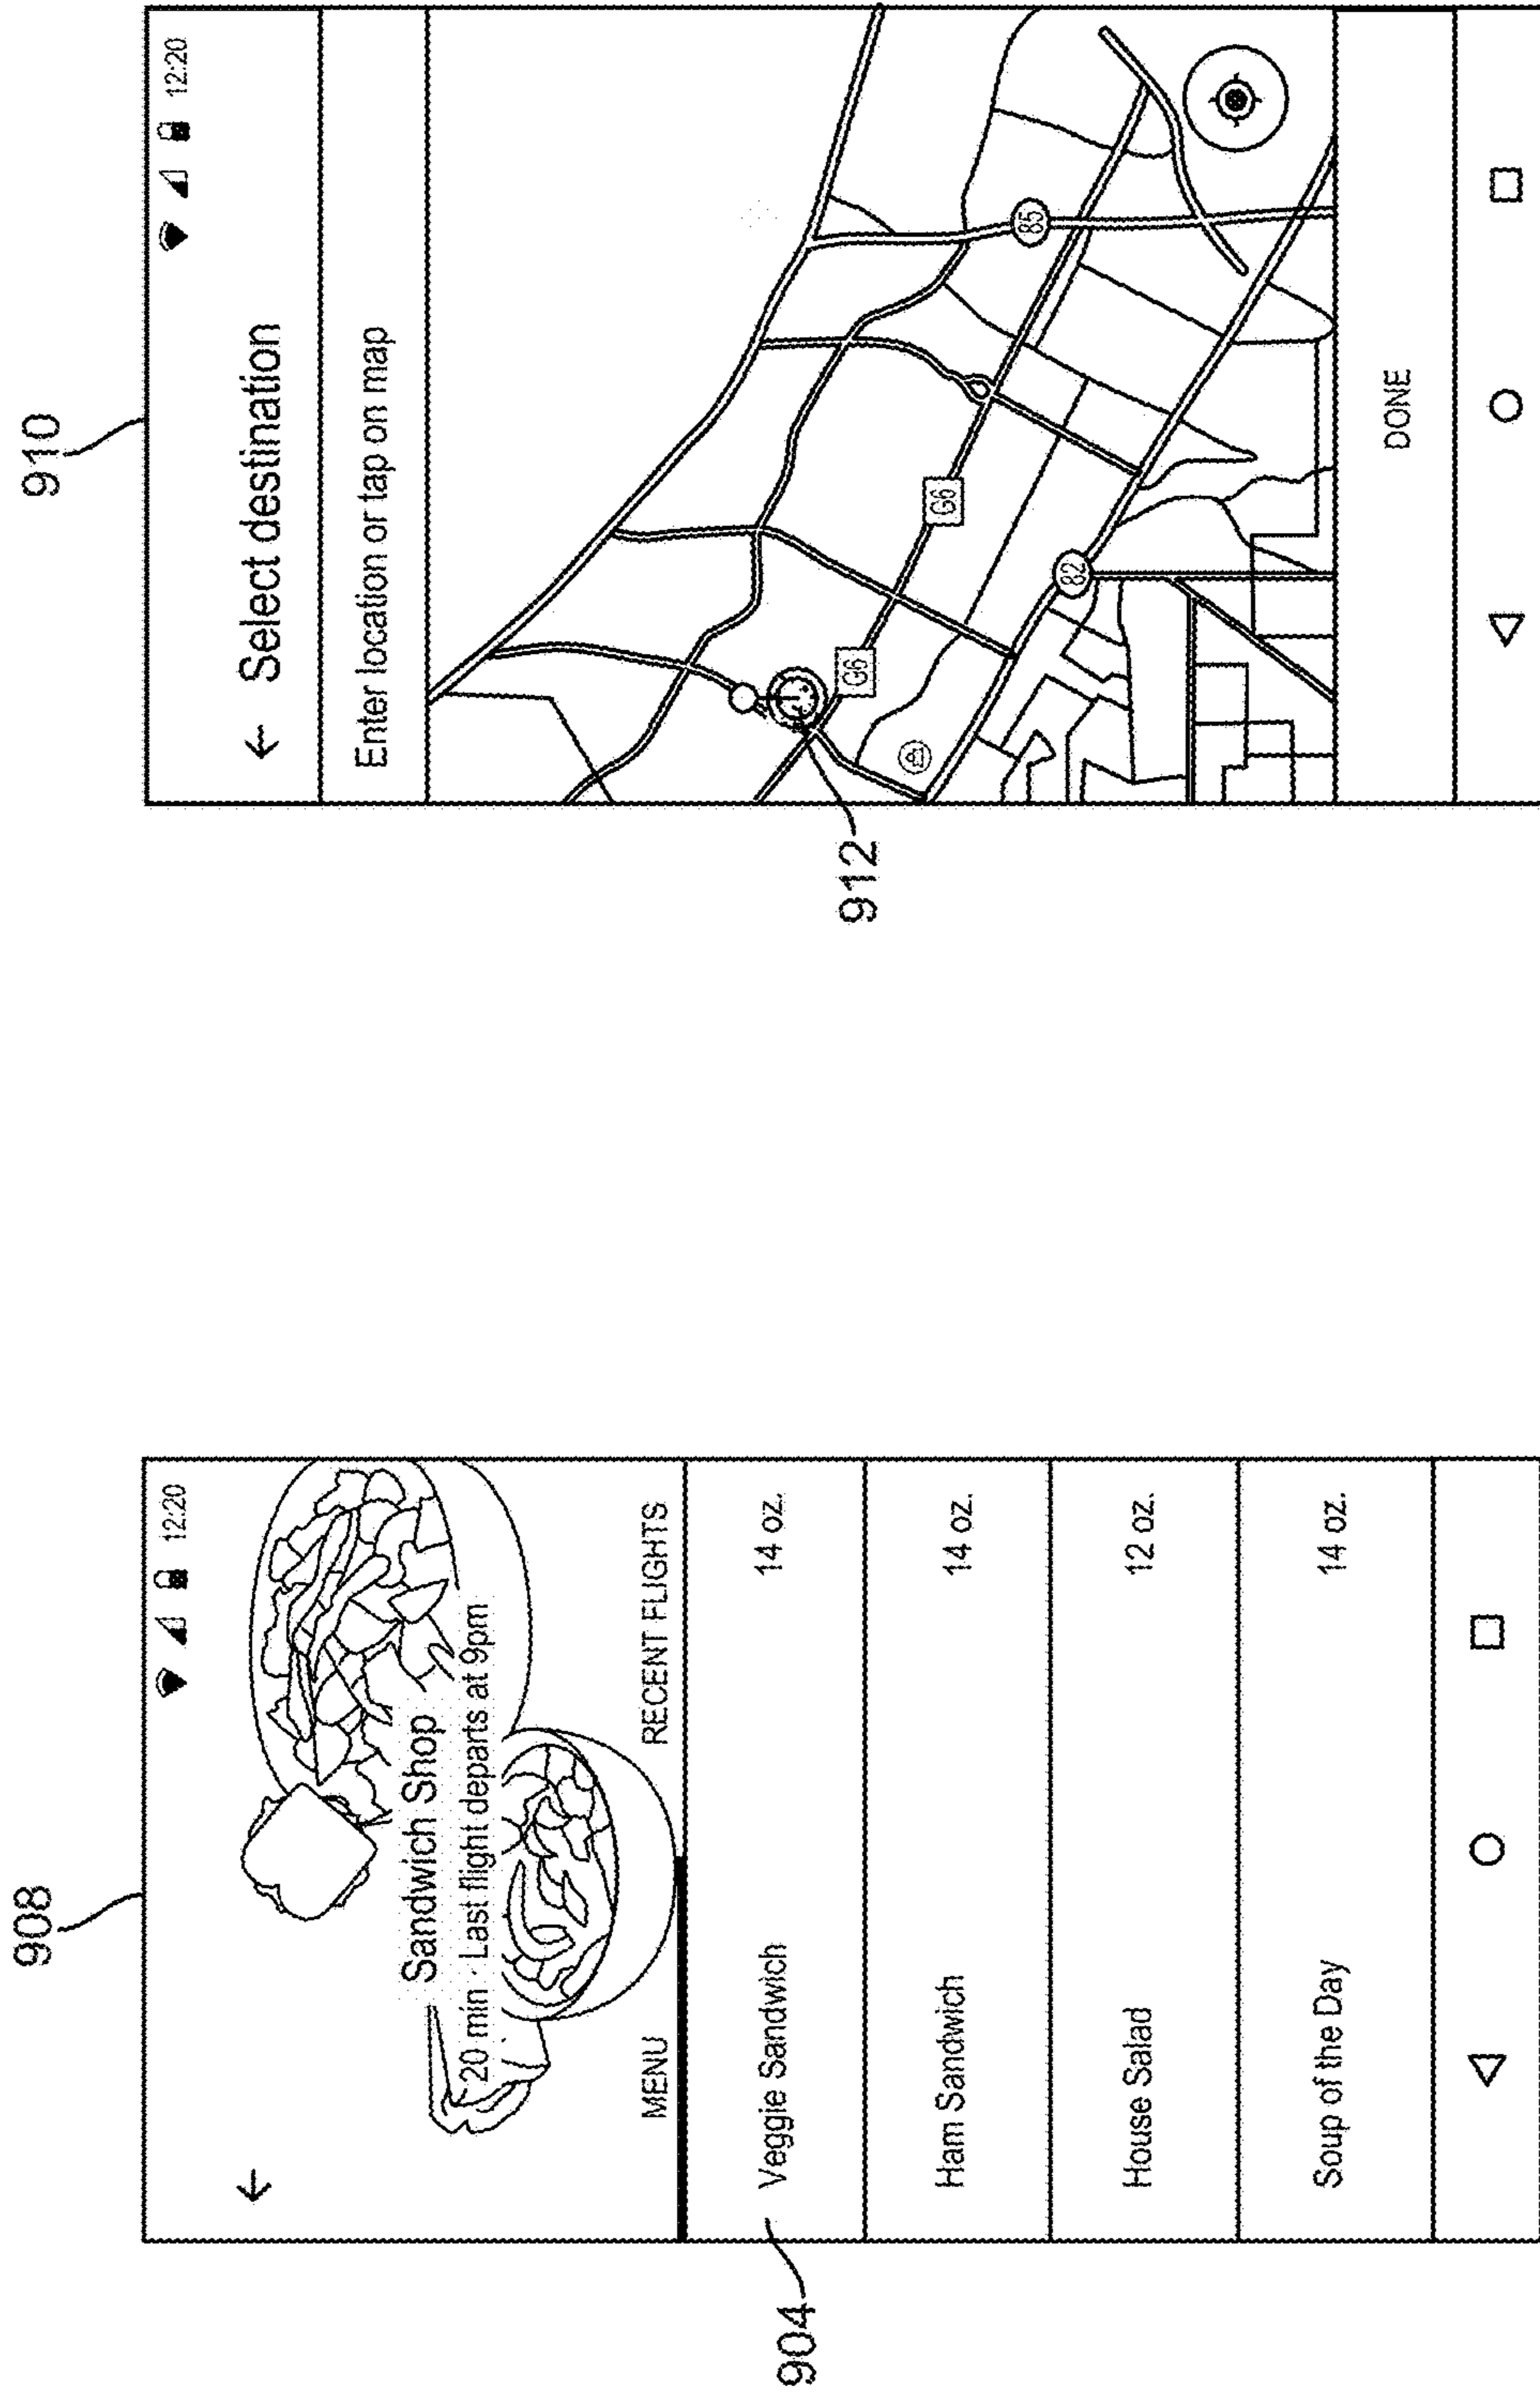 908
12:20
←
Sandwich Shop
20 min · Last flight departs at 9pm
MENU RECENT FLIGHTS
904
Veggie Sandwich 14 oz.
Ham Sandwich 14 oz.
House Salad 12 oz.
Soup of the Day 14 oz.
910
12:20
← Select destination
Enter location or tap on map
912
G6
G6
82
85
DONE